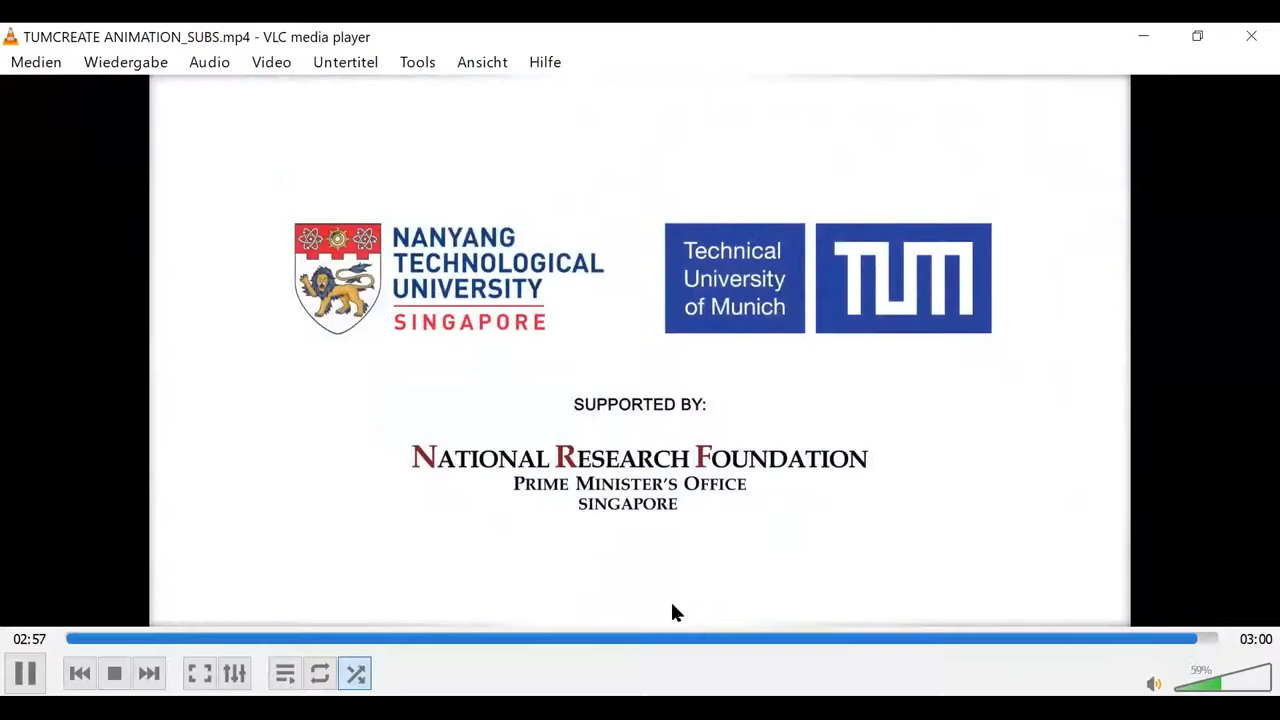 TUMCREATE ANIMATION_SUBS.mp4 - VLC media player
Medien Wiedergabe Audio Video Untertitel Tools Ansicht Hilfe
NANYANG
TECHNOLOGICAL
UNIVERSITY
SINGAPORE
Technical
University
of Munich
TUM
SUPPORTED BY:
NATIONAL RESEARCH FOUNDATION
PRIME MINISTER'S OFFICE
SINGAPORE
02:57
03:00
59%